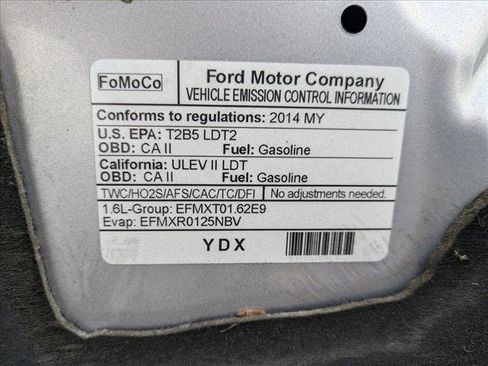 FoMoCo
Ford Motor Company
VEHICLE EMISSION CONTROL INFORMATION
Conforms to regulations: 2014 MY
U.S. EPA: T2B5 LDT2
OBD: CA II Fuel: Gasoline
California: ULEV II LDT
OBD: CA II Fuel: Gasoline
TWC/HO2S/AFS/CAC/TC/DFI No adjustments needed.
1.6L-Group: EFMXT01.62E9
Evap: EFMXR0125NBV
YDX